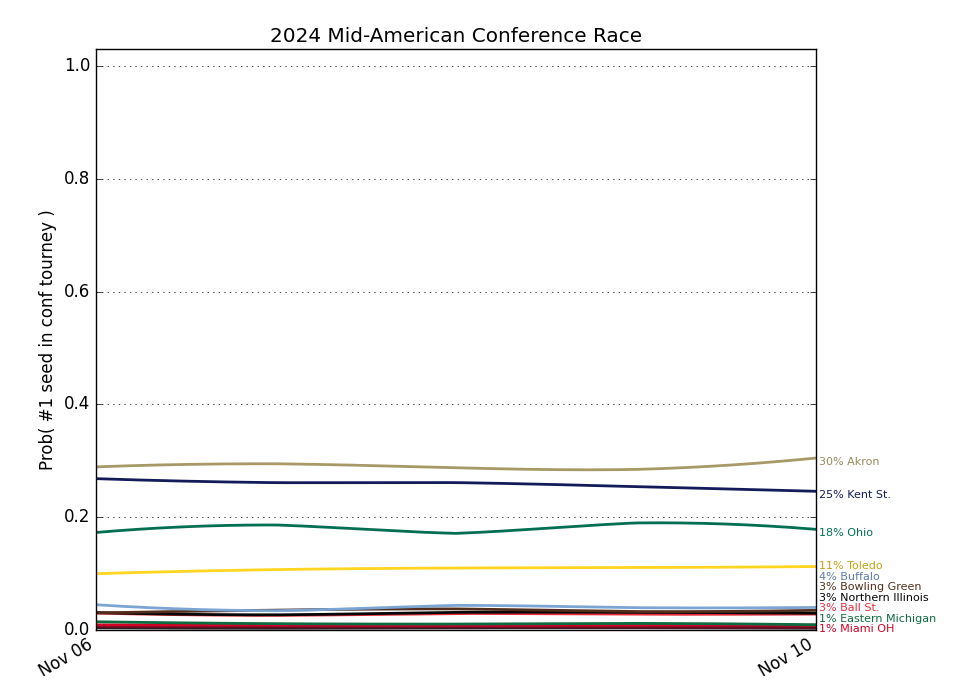 2024 Mid-American Conference Race
Prob( #1 seed in conf tourney )
1.0
0.8
0.6
0.4
0.2
0.0
Nov 06
Nov 10
30% Akron
25% Kent St.
18% Ohio
11% Toledo
4% Buffalo
3% Bowling Green
3% Northern Illinois
3% Ball St.
1% Eastern Michigan
1% Miami OH